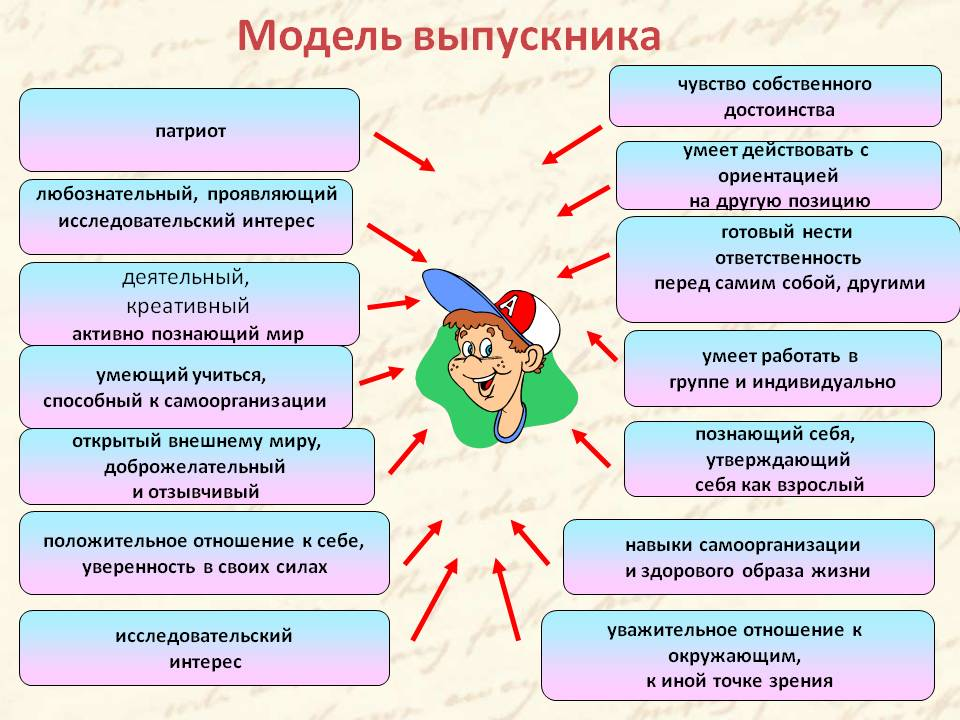 Модель выпускника
патриот
любознательный, проявляющий
исследовательский интерес
деятельный,
креативный
активно познающий мир
умеющий учиться,
способный к самоорганизации
открытый внешнему миру,
доброжелательный
и отзывчивый
положительное отношение к себе,
уверенность в своих силах
исследовательский
интерес
чувство собственного
достоинства
умеет действовать с
ориентацией
на другую позицию
готовый нести
ответственность
перед самим собой, другими
умеет работать в
группе и индивидуально
познающий себя,
утверждающий
себя как взрослый
навыки самоорганизации
и здорового образа жизни
уважительное отношение к
окружающим,
к иной точке зрения
A